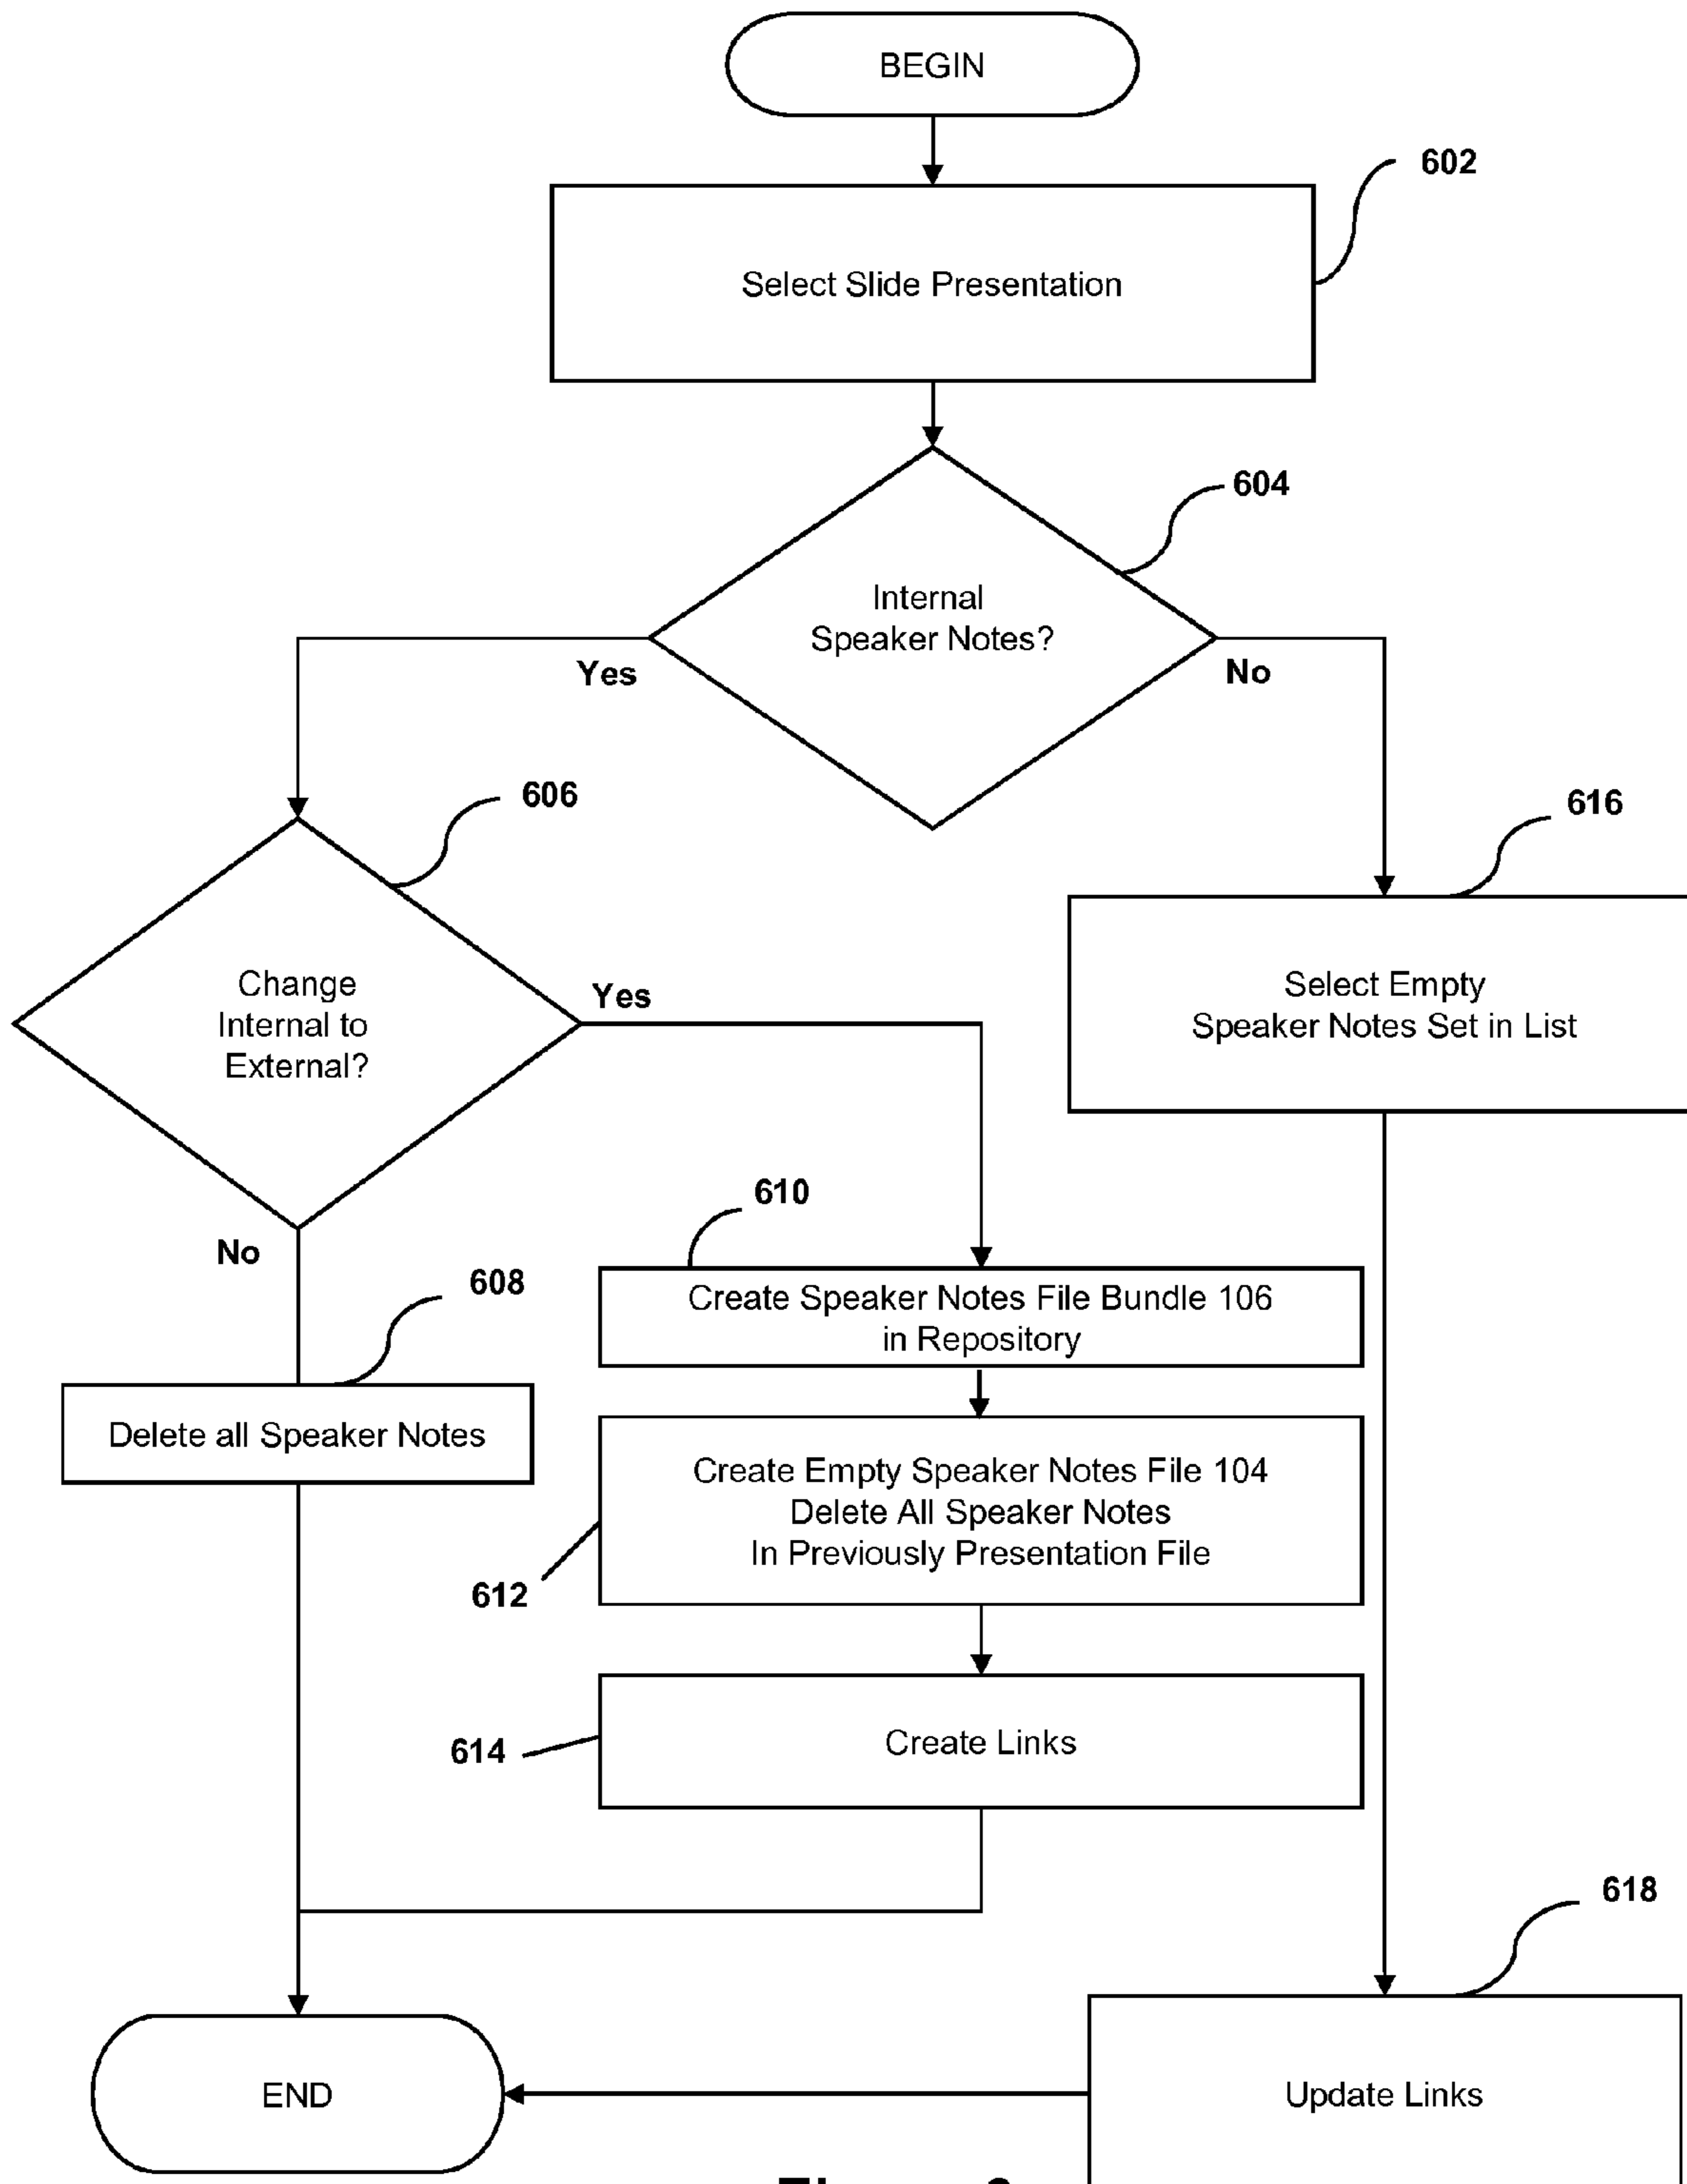 BEGIN
602
Select Slide Presentation
604
Internal
Speaker Notes?
Yes
No
606
616
Change
Internal to
External?
Yes
Select Empty
Speaker Notes Set in List
610
No
608
Create Speaker Notes File Bundle 106
in Repository
Delete all Speaker Notes
Create Empty Speaker Notes File 104
Delete All Speaker Notes
In Previously Presentation File
612
614
Create Links
618
END
Update Links